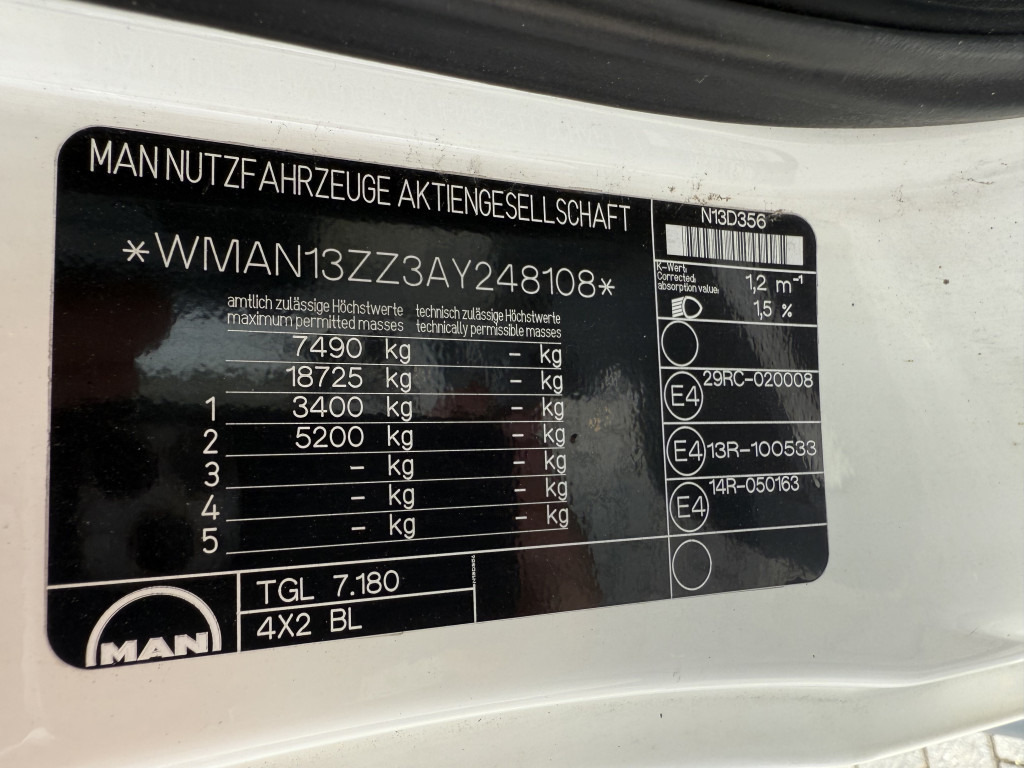 MAN NUTZFAHRZEUGE AKTIENGESELLSCHAFT
*WMAN13ZZ3AY248108*
amtlich zulässige Höchstwerte technisch zulässige Höchstwerte
maximum permitted masses technically permissible masses
7490 kg – kg
18725 kg – kg
1 3400 kg – kg
2 5200 kg – kg
3 – kg – kg
4 – kg – kg
5 – kg – kg
MAN
TGL 7.180
4X2 BL
N13D356
K-Wert:
Corrected
absorption value:
1,2 m⁻¹
1,5 %
E4 29RC-020008
E4 13R-100533
E4 14R-050163